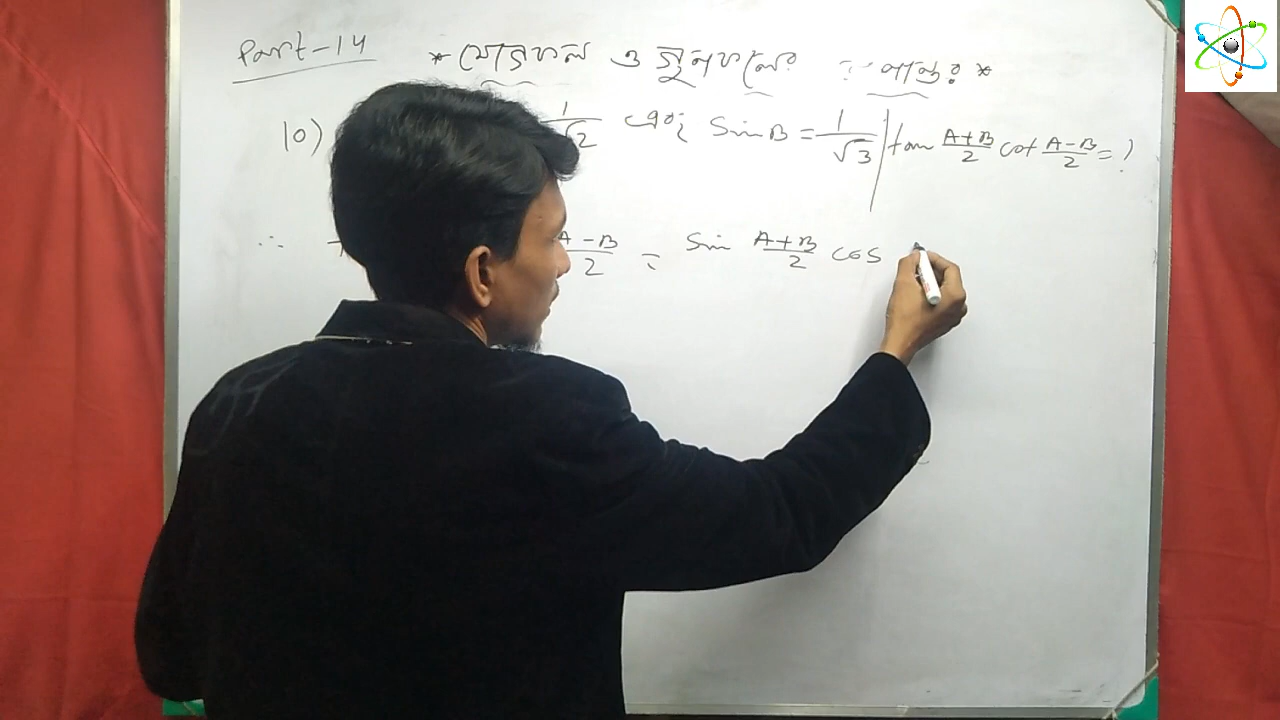 Part-14 * যোগফল ও গুণফলের রূপান্তর *
10) 1/√2 এবং sin B = 1/√3 | tan A+B/2 cot A-B/2 = ?
∴ A-B/2 = sin A+B/2 cos